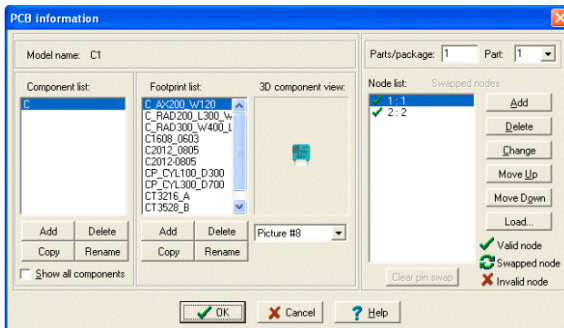 PCB information
Model name: C1
Parts/package: 1 Part: 1
Component list:
C
Add Delete
Copy Rename
Show all components
Footprint list:
C_AX200_W120
C_RAD200_L300_W
C_RAD300_W400_L
C1608_0603
C2012_0805
C2012-0805
CP_CYL100_D300
CP_CYL300_D700
CT3216_A
CT3528_B
Add Delete
Copy Rename
3D component view:
Picture #8
Node list: Swapped nodes
1 : 1
2 : 2
Add
Delete
Change
Move Up
Move Down
Load...
Valid node
Swapped node
Invalid node
Clear pin swap
OK Cancel Help